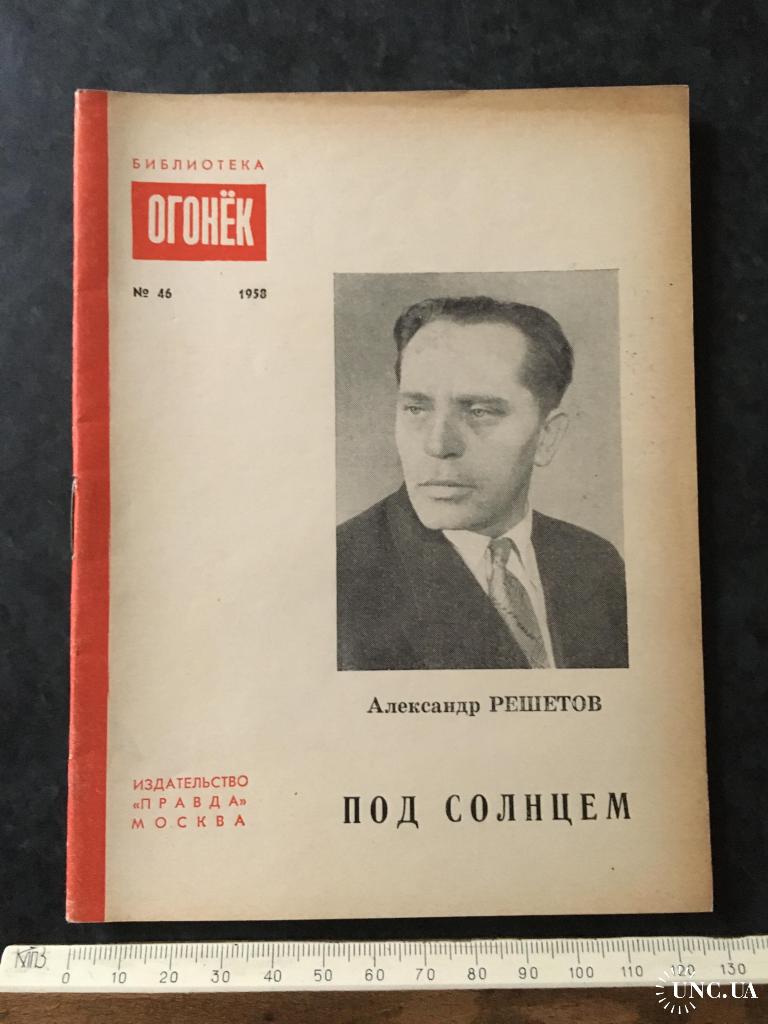 БИБЛИОТЕКА
ОГОНЁК
№ 46 1958
Александр РЕШЕТОВ
ИЗДАТЕЛЬСТВО
«ПРАВДА»
МОСКВА
ПОД СОЛНЦЕМ
0 10 20 30 40 50 60 70 80 90 100 110 120 130
UNC.UA